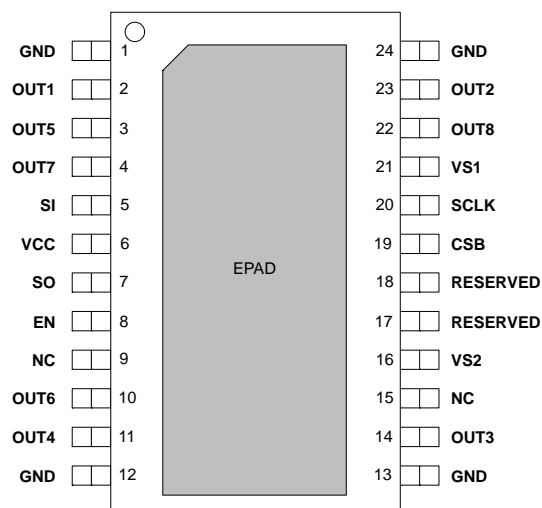 GND 1 24 GND
OUT1 2 23 OUT2
OUT5 3 22 OUT8
OUT7 4 21 VS1
SI 5 20 SCLK
VCC 6 19 CSB
EPAD
SO 7 18 RESERVED
EN 8 17 RESERVED
NC 9 16 VS2
OUT6 10 15 NC
OUT4 11 14 OUT3
GND 12 13 GND